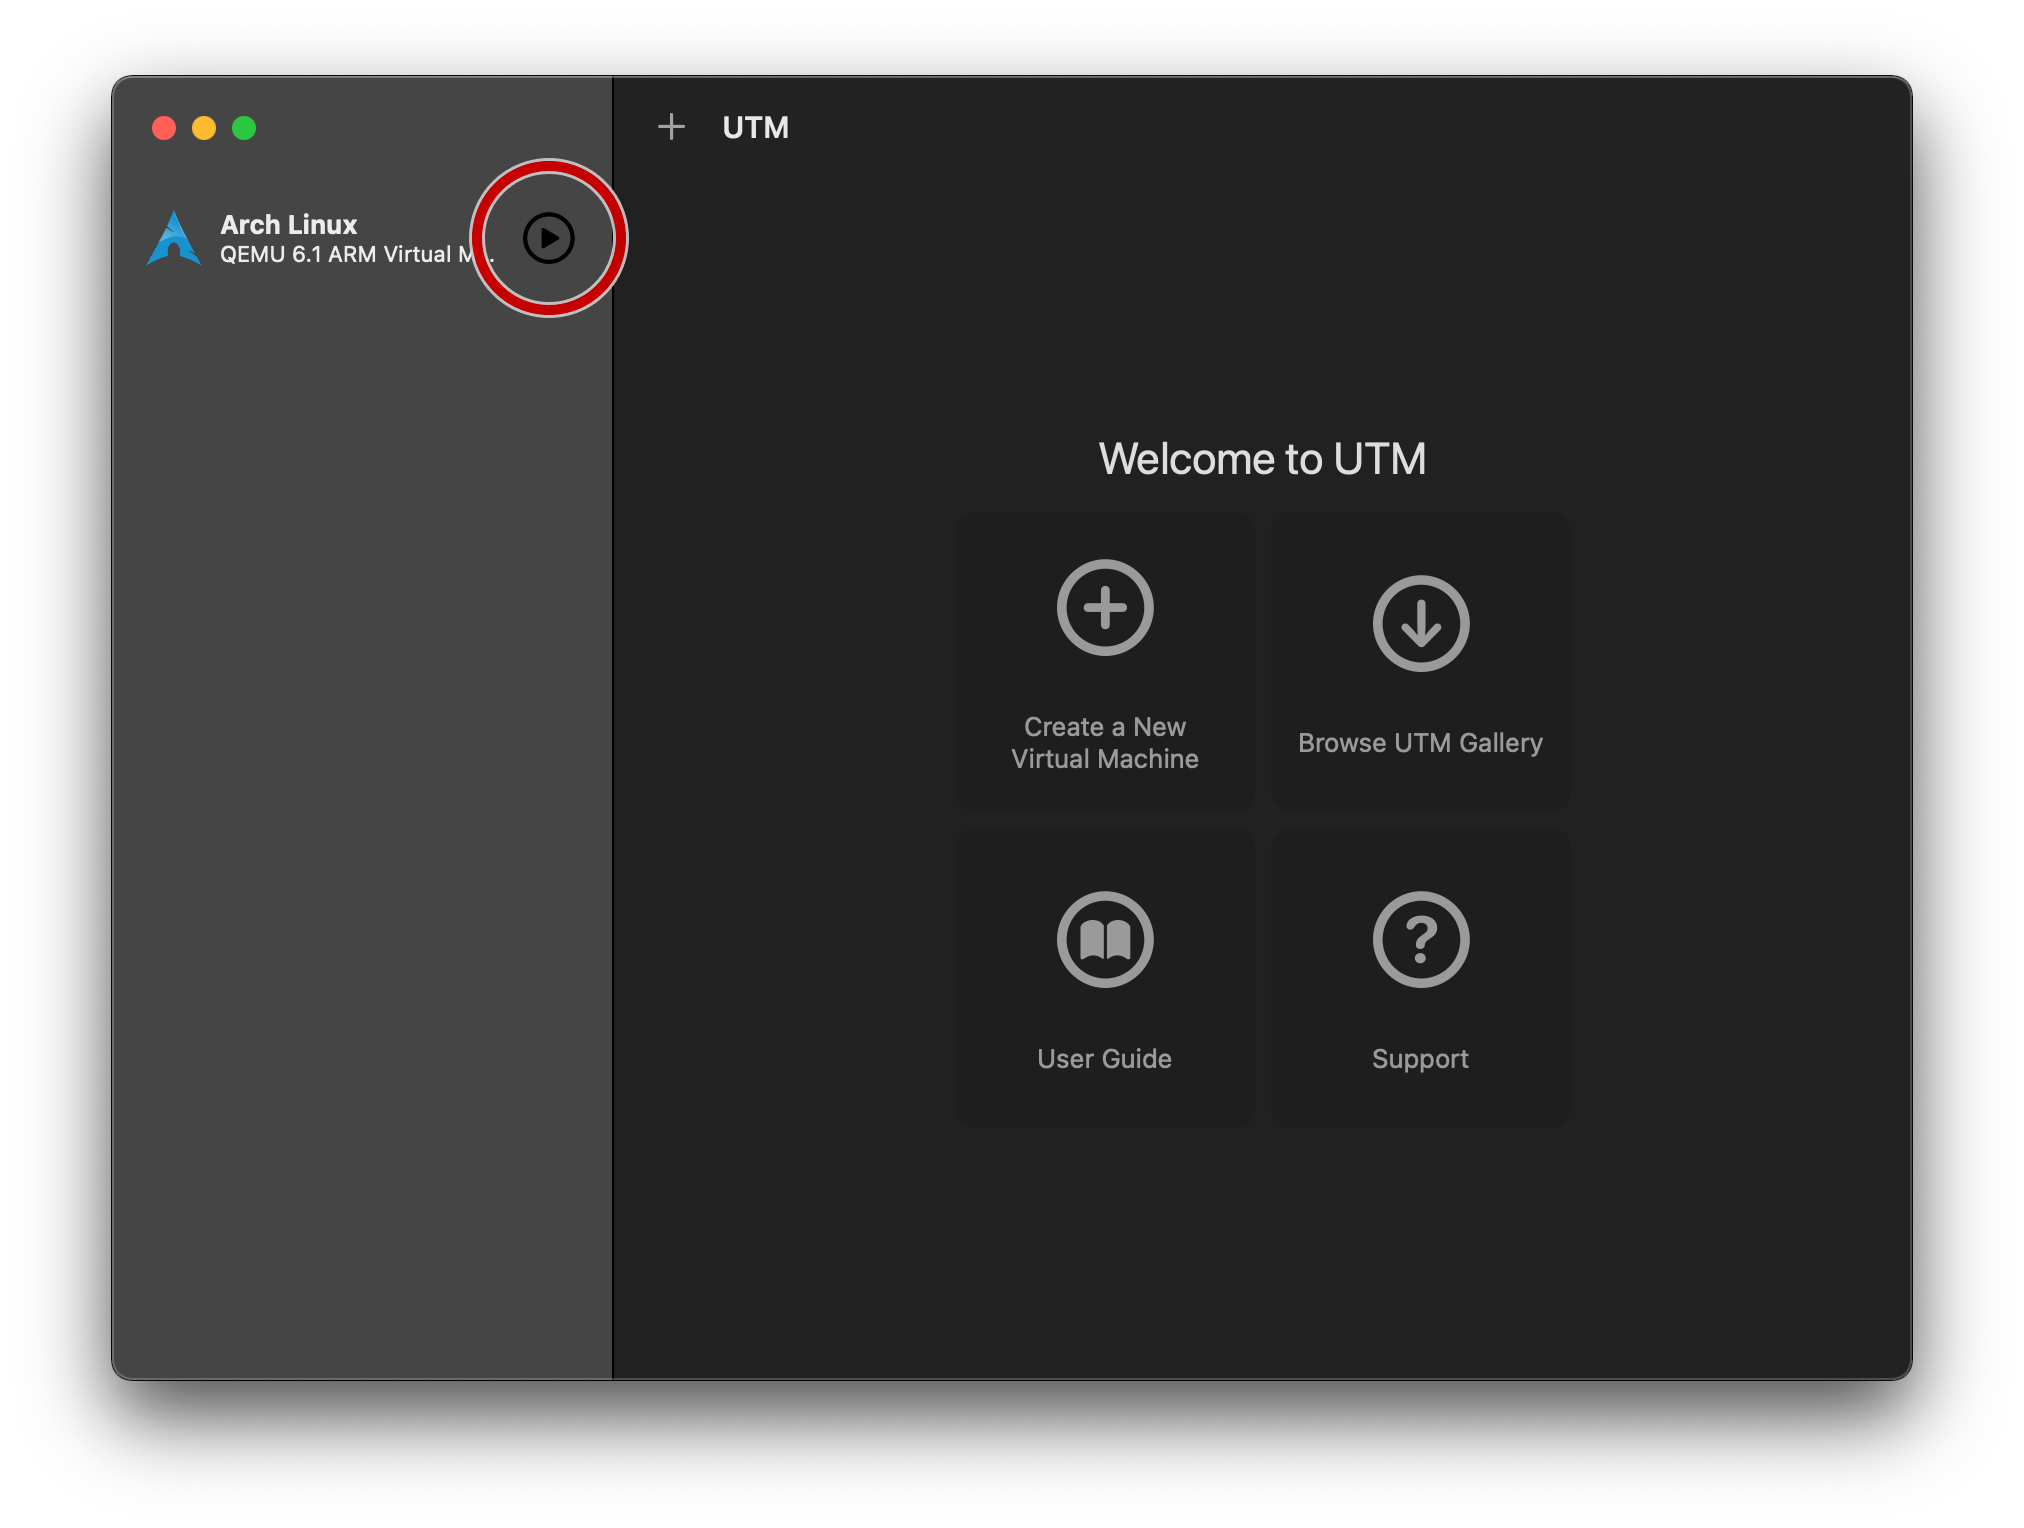 UTM
Arch Linux
QEMU 6.1 ARM Virtual M...
Welcome to UTM
Create a New
Virtual Machine
Browse UTM Gallery
User Guide
Support